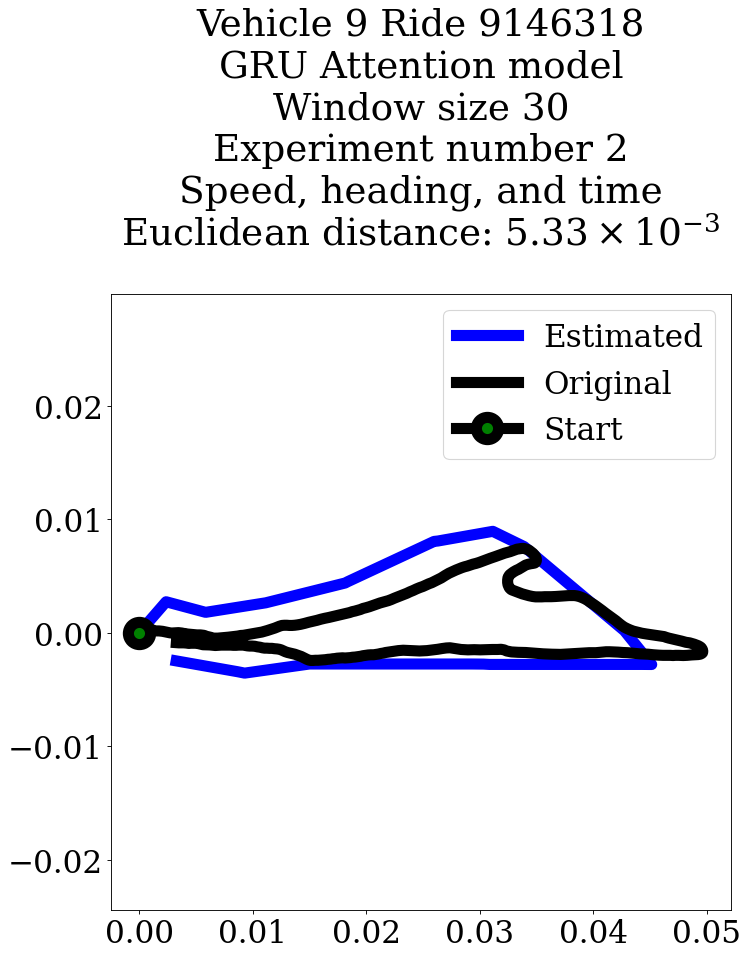 Vehicle 9 Ride 9146318
GRU Attention model
Window size 30
Experiment number 2
Speed, heading, and time
Euclidean distance: 5.33 × 10⁻³
Estimated
Original
Start
0.02
0.01
0.00
−0.01
−0.02
0.00 0.01 0.02 0.03 0.04 0.05